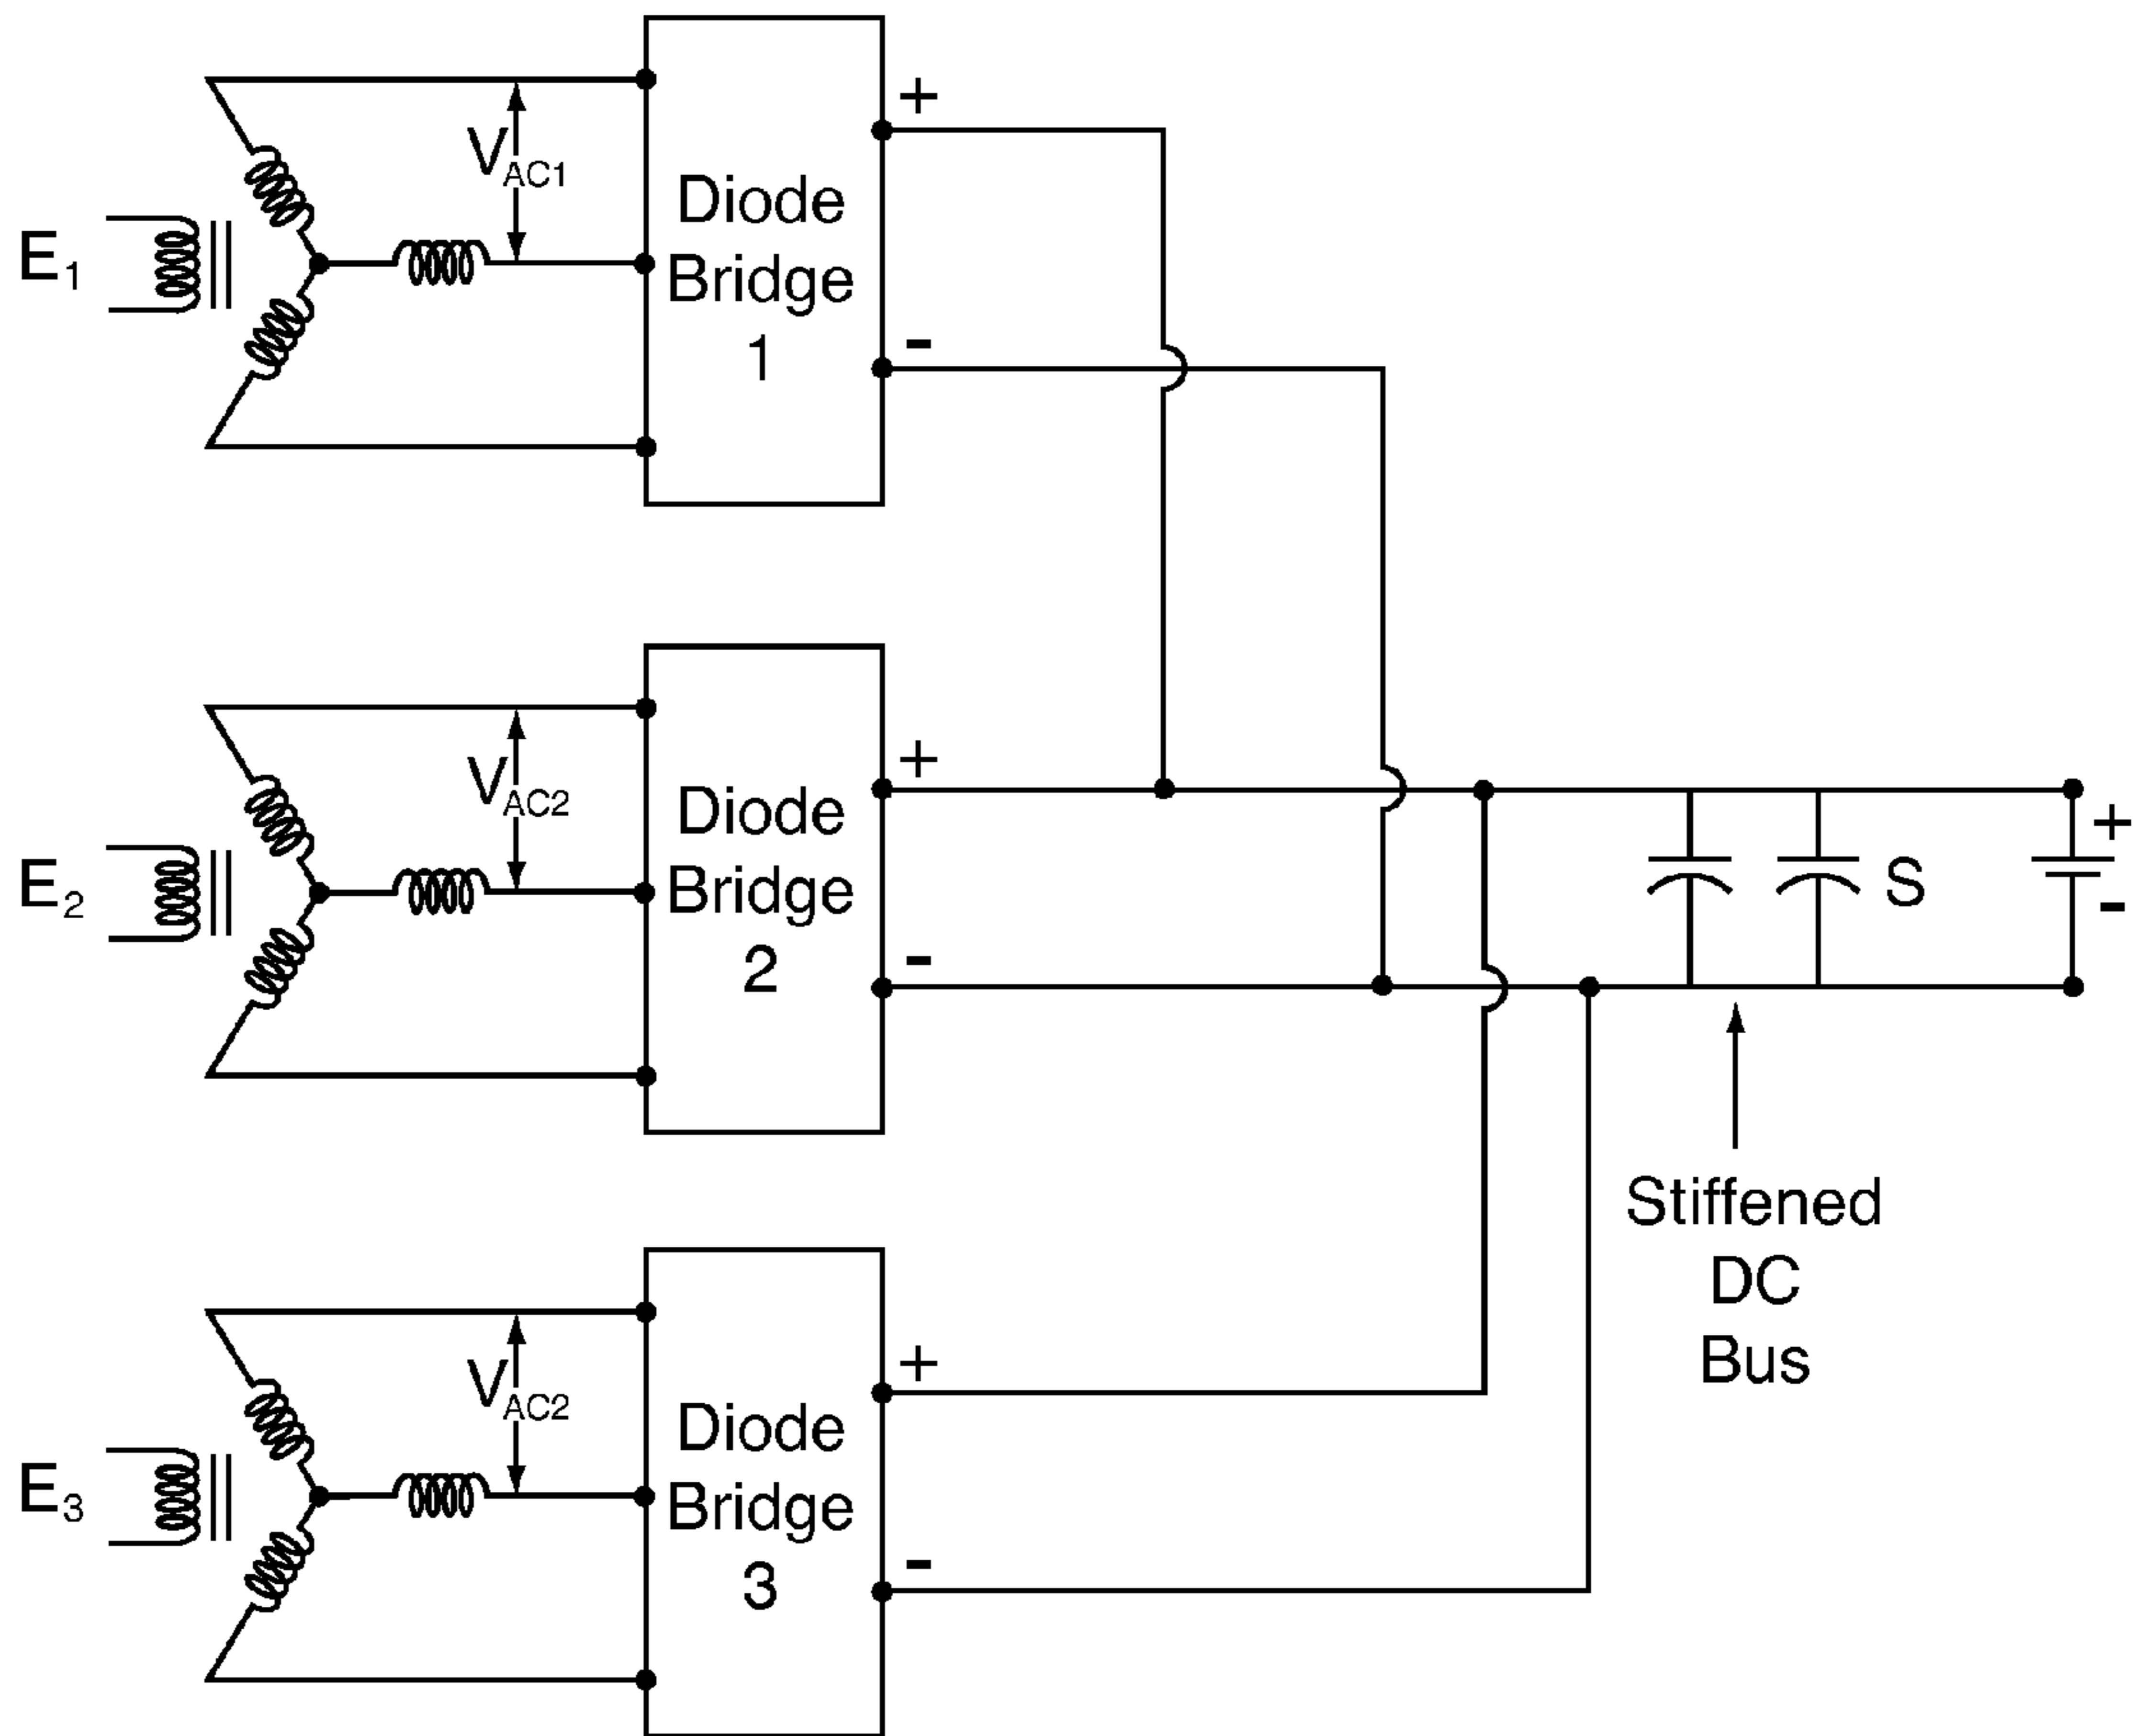 E1
VAC1
Diode
Bridge
1
+
-
E2
VAC2
Diode
Bridge
2
+
-
S
+
-
Stiffened
DC
Bus
E3
VAC2
Diode
Bridge
3
+
-